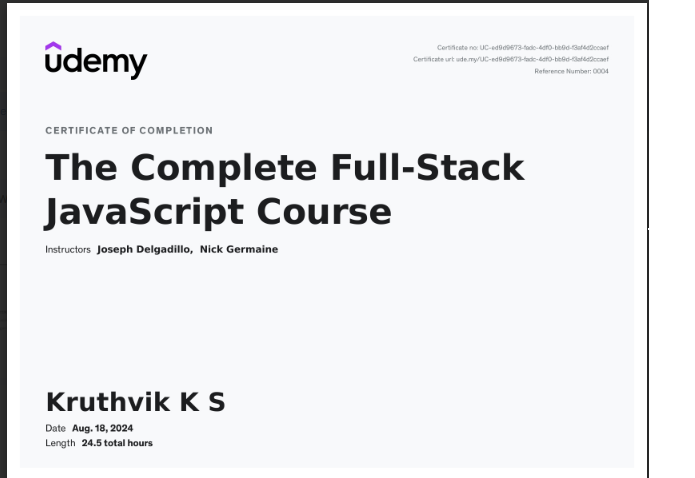 udemy
Certificate no: UC-ed9d9673-fadc-4df0-bb9d-f3af4d2ccaef
Certificate url: ude.my/UC-ed9d9673-fadc-4df0-bb9d-f3af4d2ccaef
Reference Number: 0004
CERTIFICATE OF COMPLETION
The Complete Full-Stack
JavaScript Course
Instructors Joseph Delgadillo, Nick Germaine
Kruthvik K S
Date Aug. 18, 2024
Length 24.5 total hours